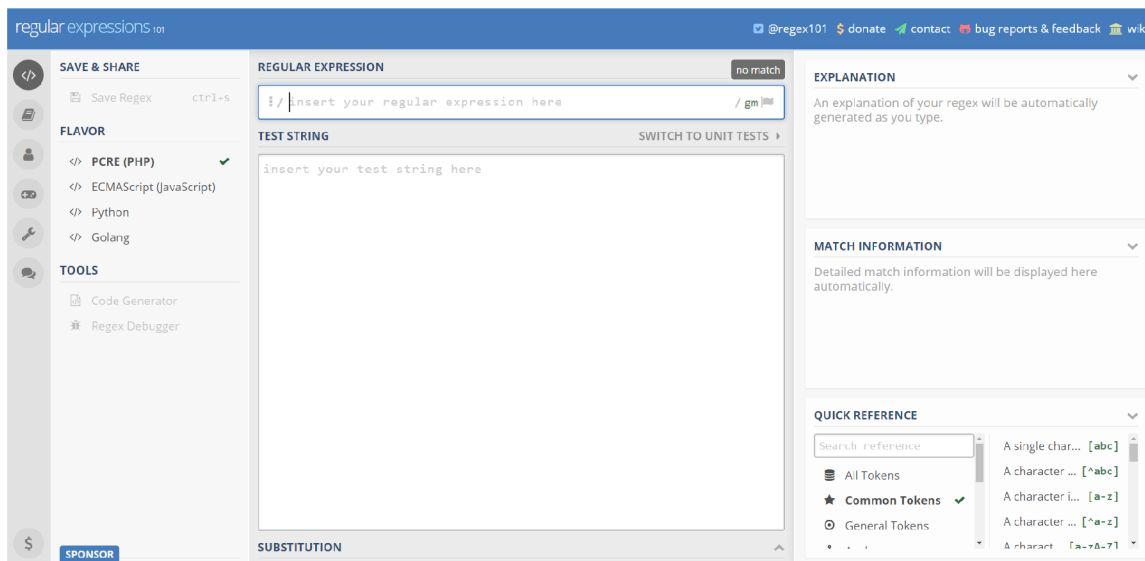 regular expressions 101
@regex101 $ donate contact bug reports & feedback wik
SAVE & SHARE
Save Regex ctrl+s
FLAVOR
</> PCRE (PHP)
</> ECMAScript (JavaScript)
</> Python
</> Golang
TOOLS
Code Generator
Regex Debugger
$
SPONSOR
REGULAR EXPRESSION
no match
/ insert your regular expression here / gm
TEST STRING
SWITCH TO UNIT TESTS
insert your test string here
SUBSTITUTION
EXPLANATION
An explanation of your regex will be automatically
generated as you type.
MATCH INFORMATION
Detailed match information will be displayed here
automatically.
QUICK REFERENCE
Search reference
All Tokens
Common Tokens
General Tokens
A single char... [abc]
A character ... [^abc]
A character i... [a-z]
A character ... [^a-z]
A charact... [a-zA-Z]